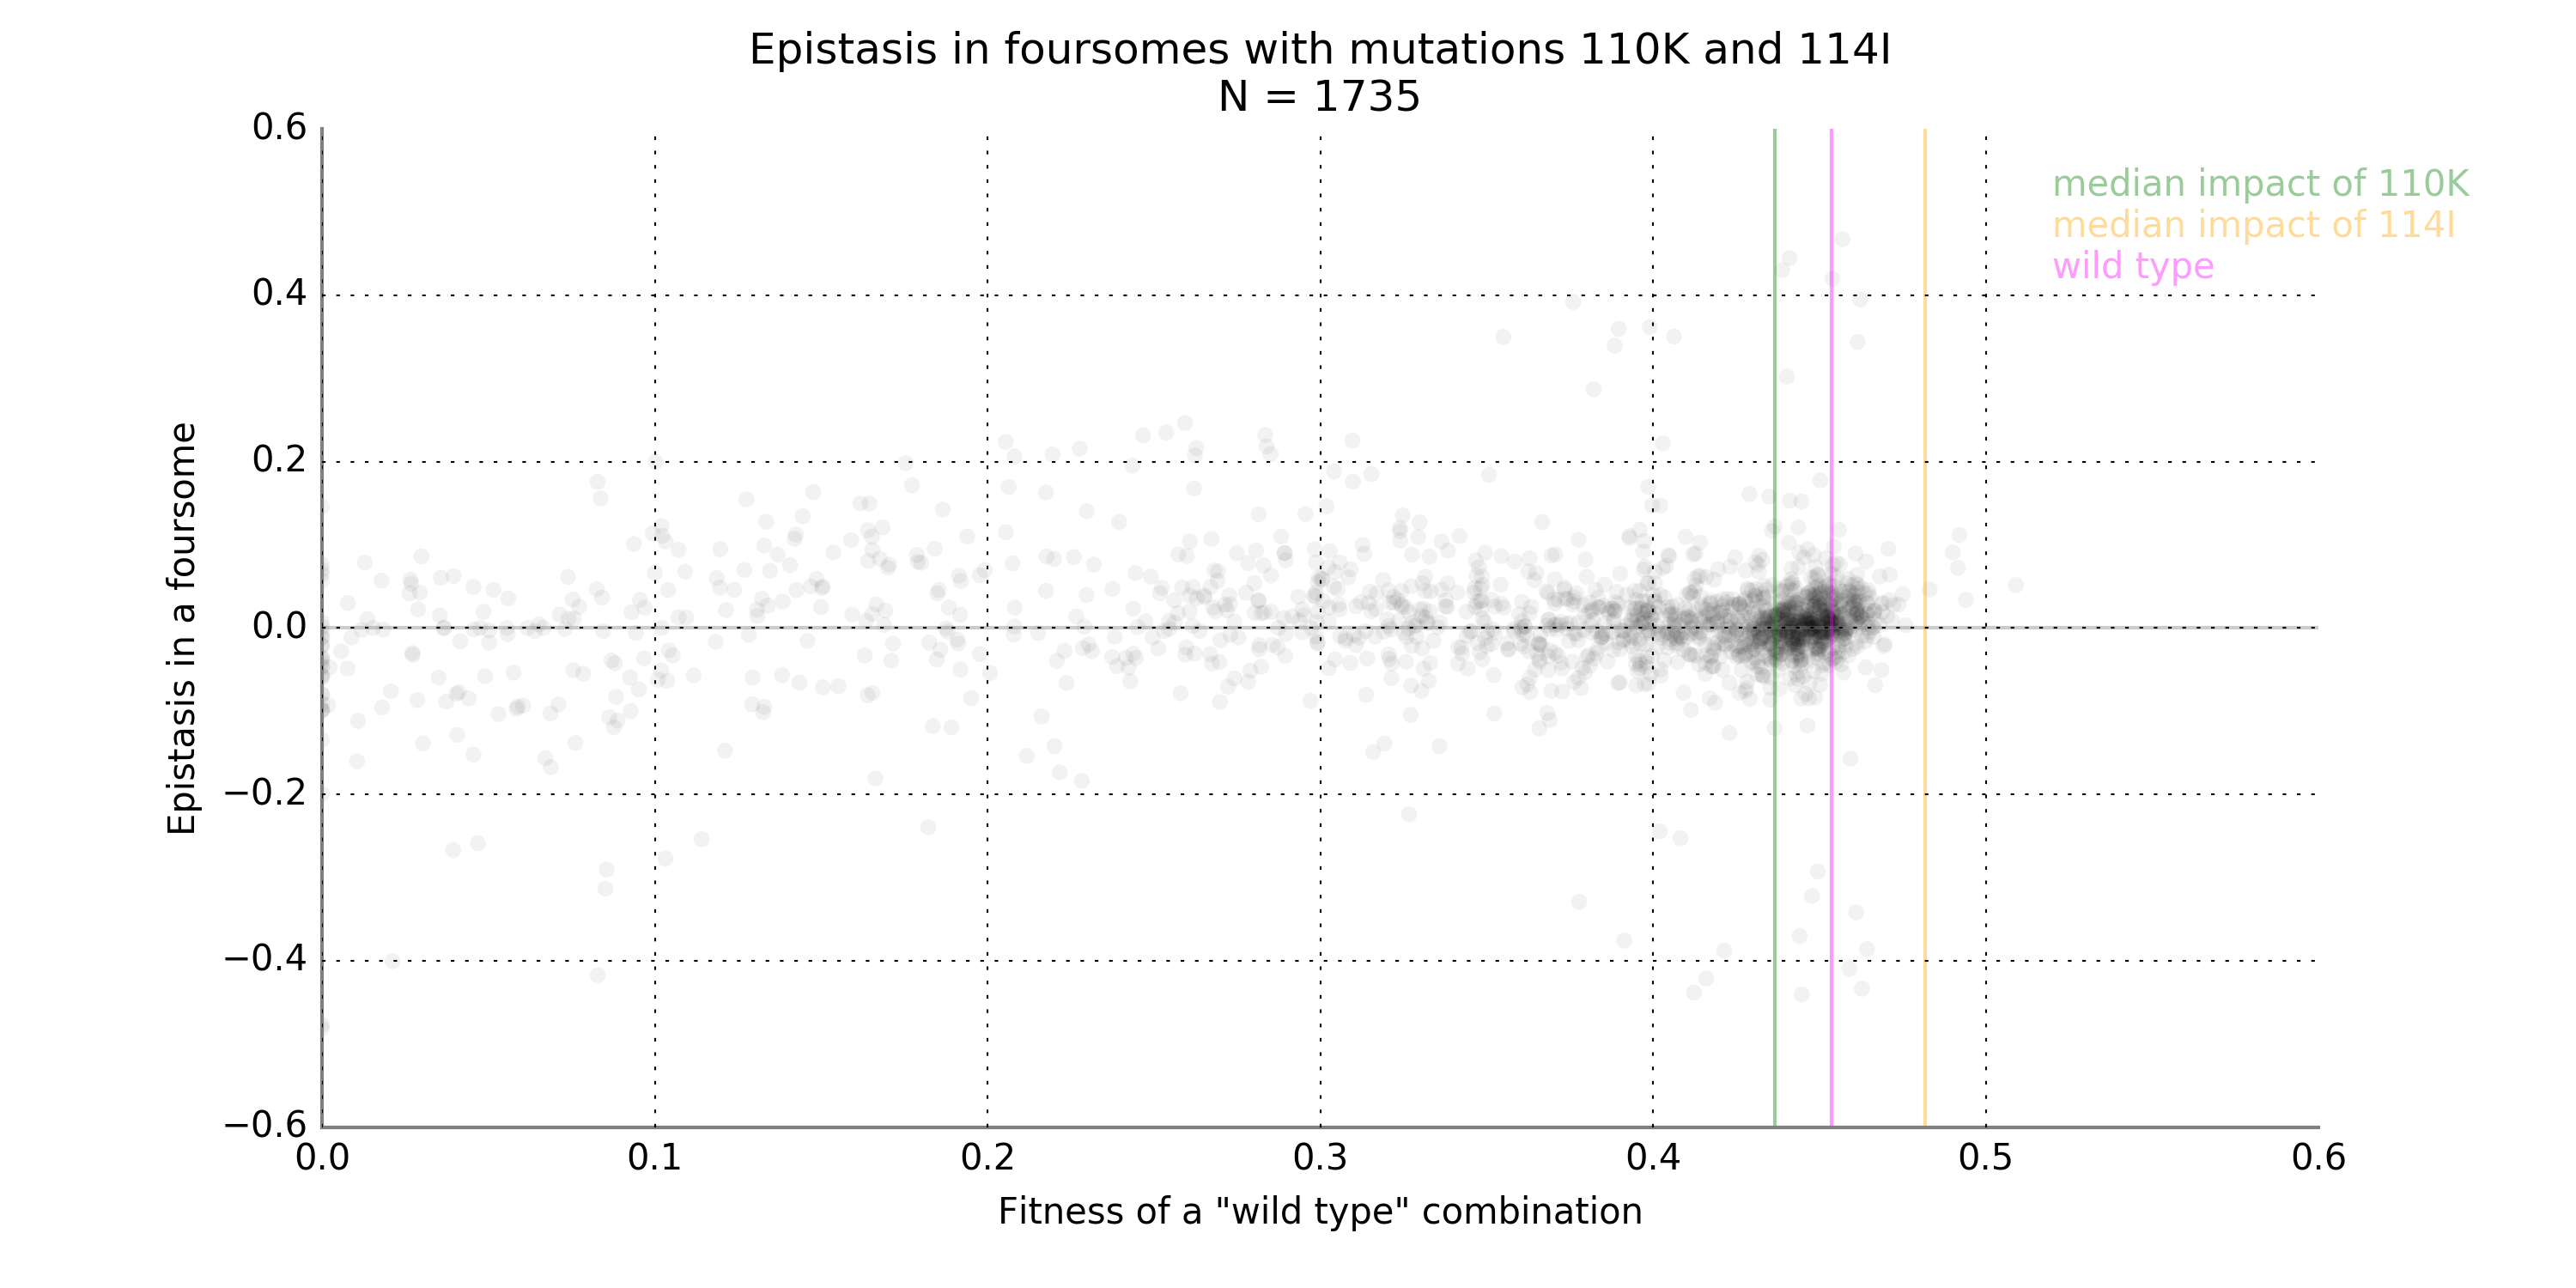 Epistasis in foursomes with mutations 110K and 114I
N = 1735
0.6
0.4
0.2
0.0
−0.2
−0.4
−0.6
Epistasis in a foursome
median impact of 110K
median impact of 114I
wild type
0.0 0.1 0.2 0.3 0.4 0.5 0.6
Fitness of a "wild type" combination